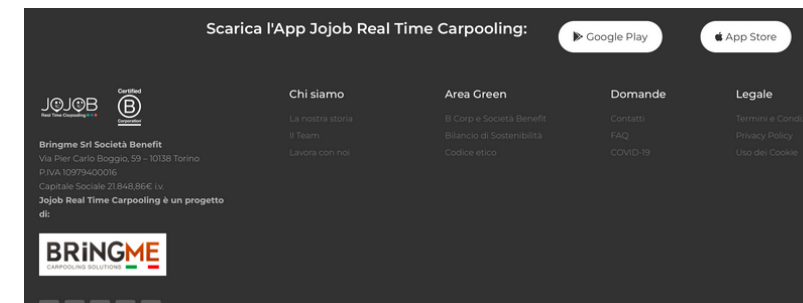 Scarica l'App Jojob Real Time Carpooling:
Google Play
App Store
JOJOB
Real Time Carpooling
Certified
B
Corporation
Bringme Srl Società Benefit
Via Pier Carlo Boggio, 59 – 10138 Torino
P.IVA 10979400016
Capitale Sociale 21.848,86€ i.v.
Jojob Real Time Carpooling è un progetto
di:
BRiNGME
CARPOOLING SOLUTIONS
Chi siamo
La nostra storia
Il Team
Lavora con noi
Area Green
B Corp e Società Benefit
Bilancio di Sostenibilità
Codice etico
Domande
Contatti
FAQ
COVID-19
Legale
Termini e Condi
Privacy Policy
Uso dei Cookie